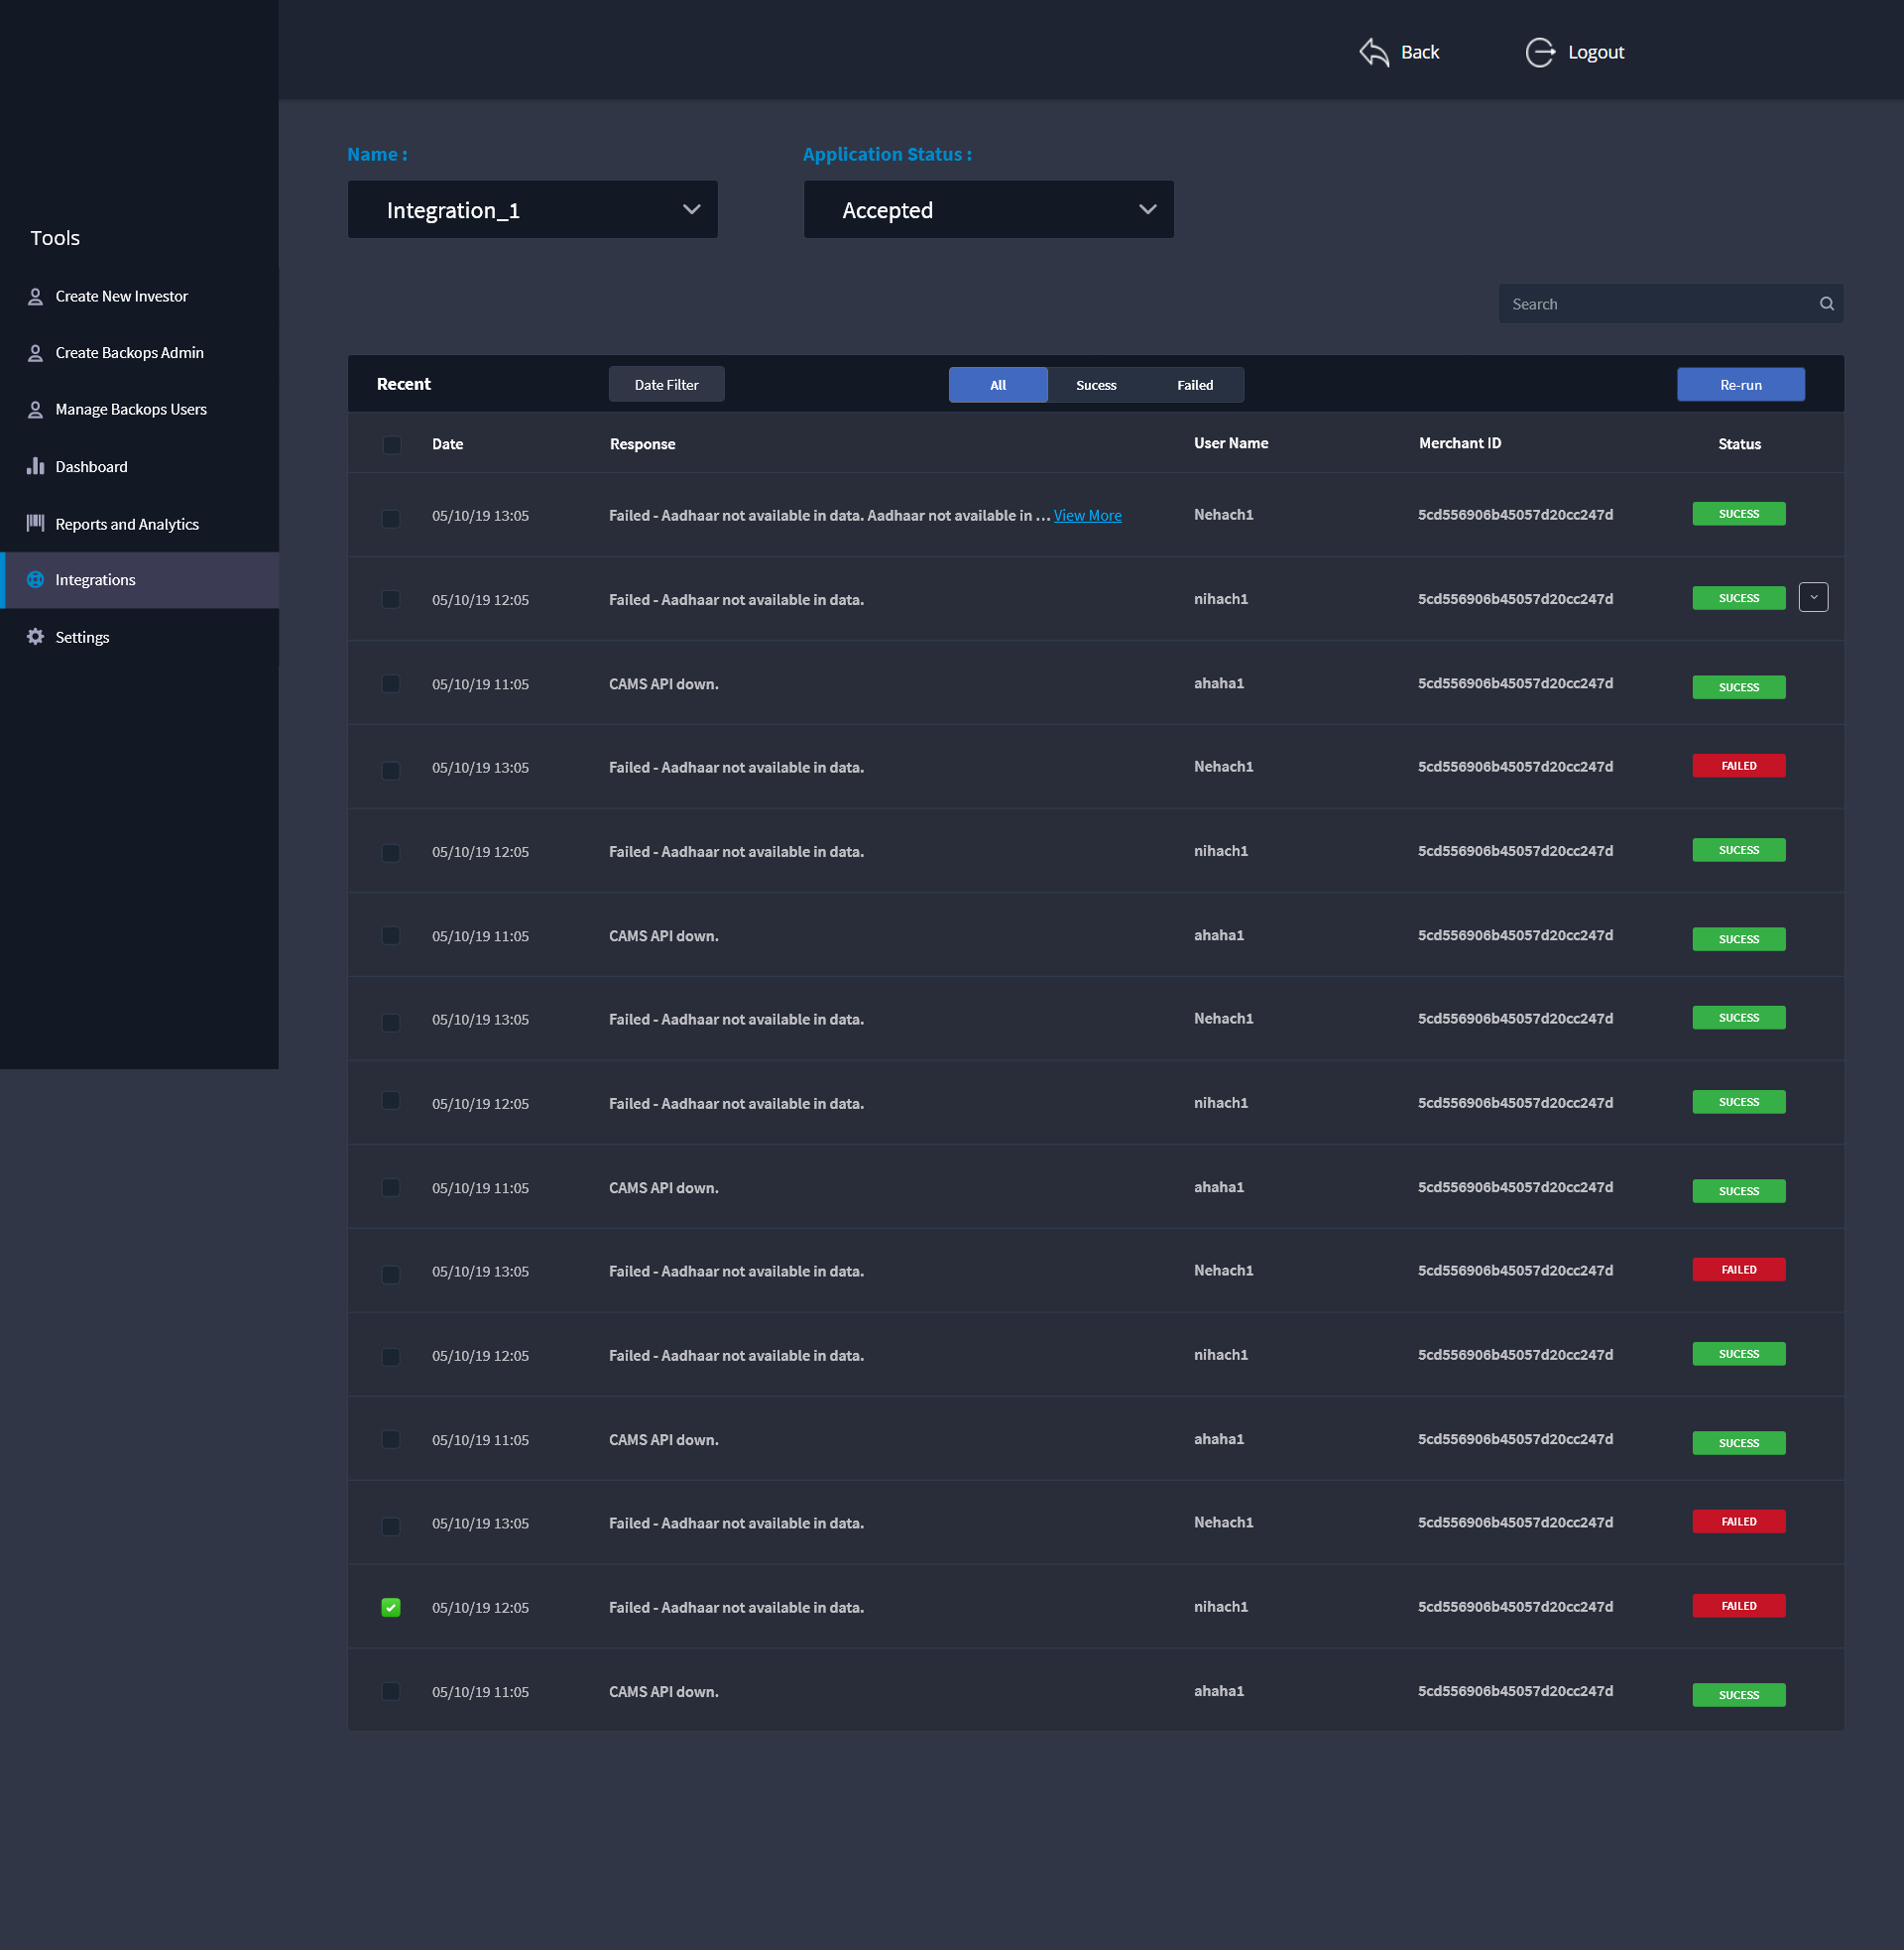 Back Logout
Name : Application Status :
Integration_1 Accepted
Tools
Create New Investor
Create Backops Admin
Manage Backops Users
Dashboard
Reports and Analytics
Integrations
Settings
Search
Recent Date Filter All Sucess Failed Re-run
Date Response User Name Merchant ID Status
05/10/19 13:05 Failed - Aadhaar not available in data. Aadhaar not available in ... View More Nehach1 5cd556906b45057d20cc247d SUCESS
05/10/19 12:05 Failed - Aadhaar not available in data. nihach1 5cd556906b45057d20cc247d SUCESS
05/10/19 11:05 CAMS API down. ahaha1 5cd556906b45057d20cc247d SUCESS
05/10/19 13:05 Failed - Aadhaar not available in data. Nehach1 5cd556906b45057d20cc247d FAILED
05/10/19 12:05 Failed - Aadhaar not available in data. nihach1 5cd556906b45057d20cc247d SUCESS
05/10/19 11:05 CAMS API down. ahaha1 5cd556906b45057d20cc247d SUCESS
05/10/19 13:05 Failed - Aadhaar not available in data. Nehach1 5cd556906b45057d20cc247d SUCESS
05/10/19 12:05 Failed - Aadhaar not available in data. nihach1 5cd556906b45057d20cc247d SUCESS
05/10/19 11:05 CAMS API down. ahaha1 5cd556906b45057d20cc247d SUCESS
05/10/19 13:05 Failed - Aadhaar not available in data. Nehach1 5cd556906b45057d20cc247d FAILED
05/10/19 12:05 Failed - Aadhaar not available in data. nihach1 5cd556906b45057d20cc247d SUCESS
05/10/19 11:05 CAMS API down. ahaha1 5cd556906b45057d20cc247d SUCESS
05/10/19 13:05 Failed - Aadhaar not available in data. Nehach1 5cd556906b45057d20cc247d FAILED
05/10/19 12:05 Failed - Aadhaar not available in data. nihach1 5cd556906b45057d20cc247d FAILED
05/10/19 11:05 CAMS API down. ahaha1 5cd556906b45057d20cc247d SUCESS